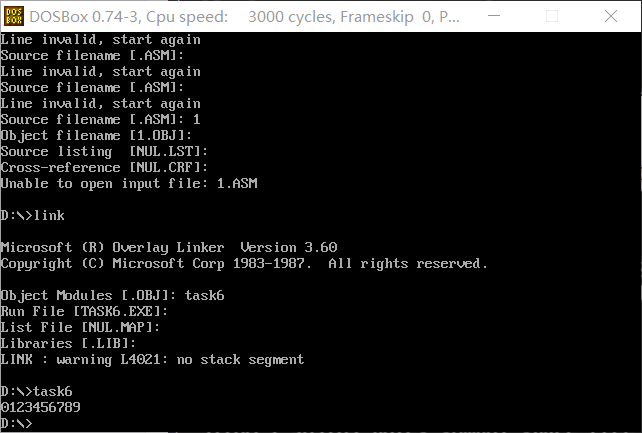 DOSBox 0.74-3, Cpu speed: 3000 cycles, Frameskip 0, P...
Line invalid, start again
Source filename [.ASM]:
Line invalid, start again
Source filename [.ASM]:
Line invalid, start again
Source filename [.ASM]: 1
Object filename [1.OBJ]:
Source listing  [NUL.LST]:
Cross-reference [NUL.CRF]:
Unable to open input file: 1.ASM
D:\>link
Microsoft (R) Overlay Linker  Version 3.60
Copyright (C) Microsoft Corp 1983-1987.  All rights reserved.
Object Modules [.OBJ]: task6
Run File [TASK6.EXE]:
List File [NUL.MAP]:
Libraries [.LIB]:
LINK : warning L4021: no stack segment
D:\>task6
0123456789
D:\>